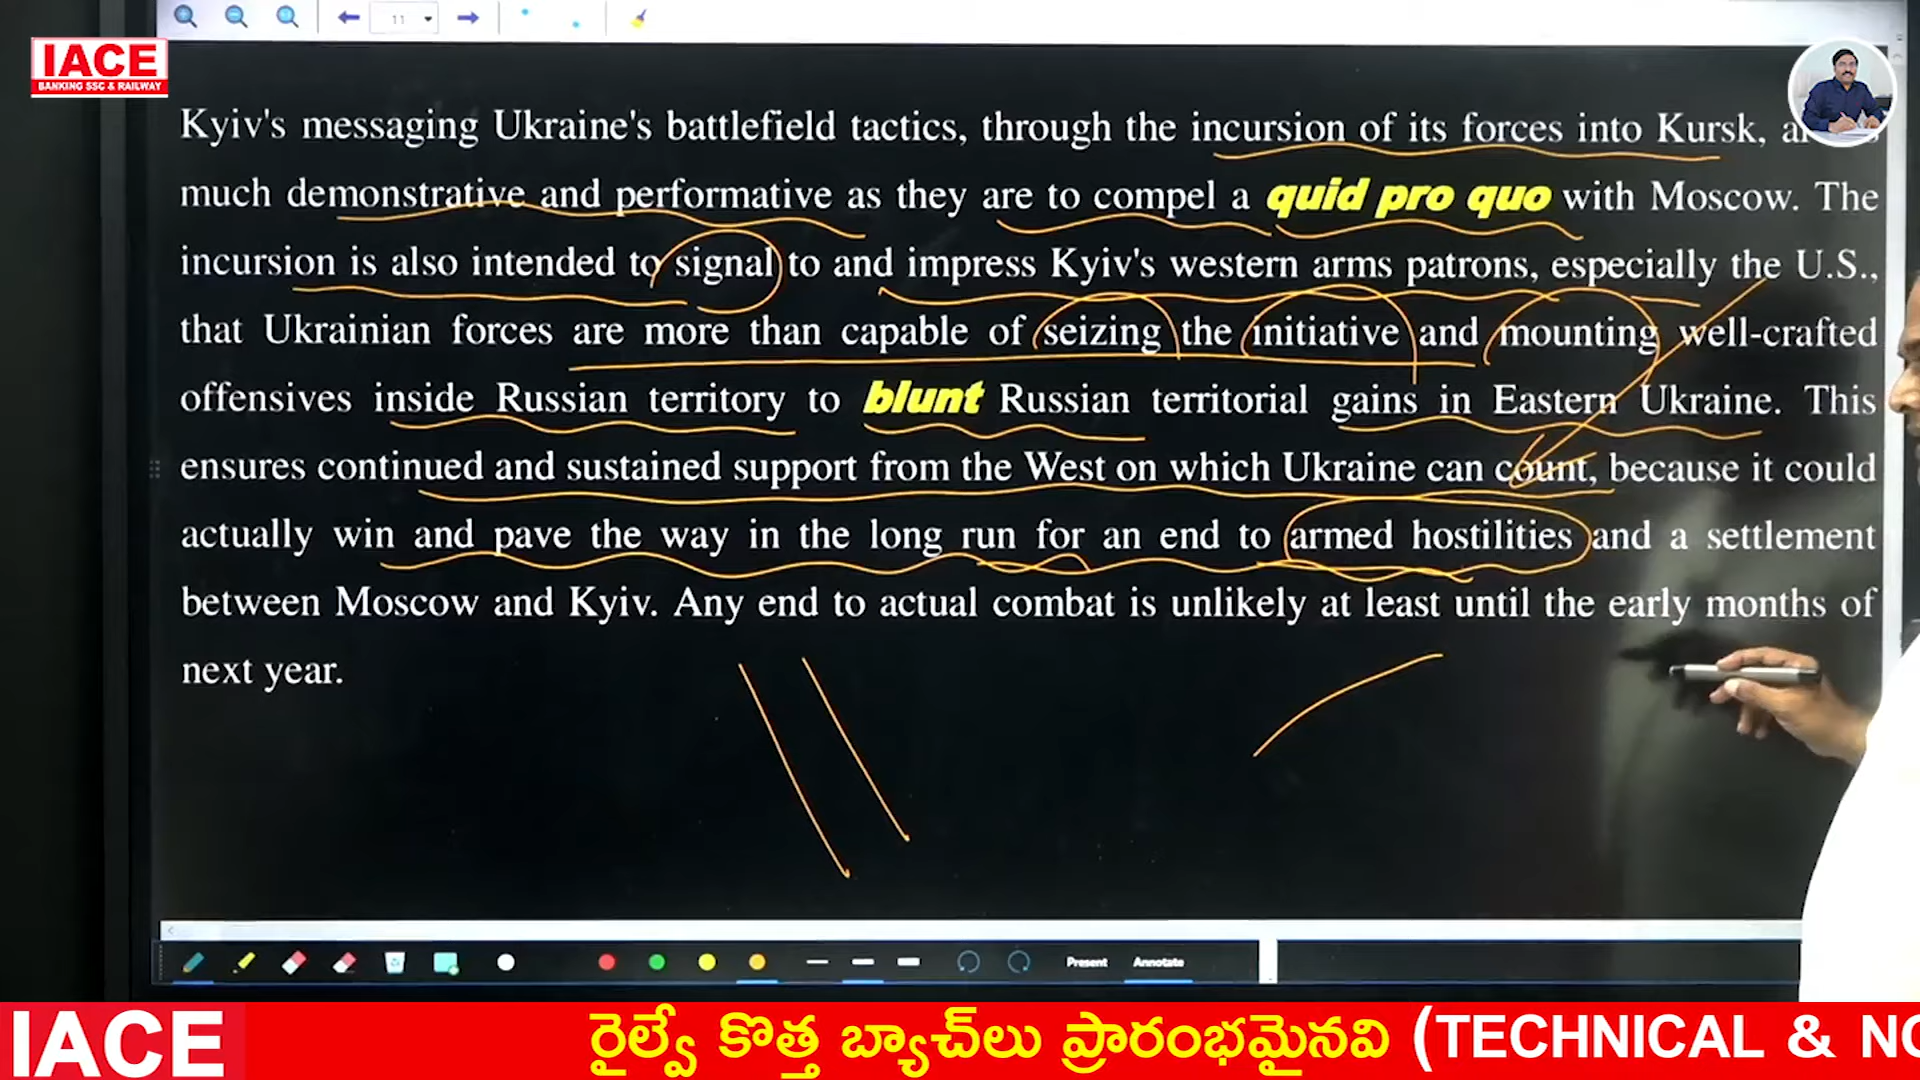 11
IACE
BANKING SSC & RAILWAY
Kyiv's messaging Ukraine's battlefield tactics, through the incursion of its forces into Kursk,
much demonstrative and performative as they are to compel a quid pro quo with Moscow. The
incursion is also intended to signal to and impress Kyiv's western arms patrons, especially the U.S.,
that Ukrainian forces are more than capable of seizing the initiative and mounting well-crafted
offensives inside Russian territory to blunt Russian territorial gains in Eastern Ukraine. This
ensures continued and sustained support from the West on which Ukraine can count, because it could
actually win and pave the way in the long run for an end to armed hostilities and a settlement
between Moscow and Kyiv. Any end to actual combat is unlikely at least until the early months of
next year.
Present Annotate
IACE రైల్వే కొత్త బ్యాచ్‌లు ప్రారంభమైనవి (TECHNICAL & NO